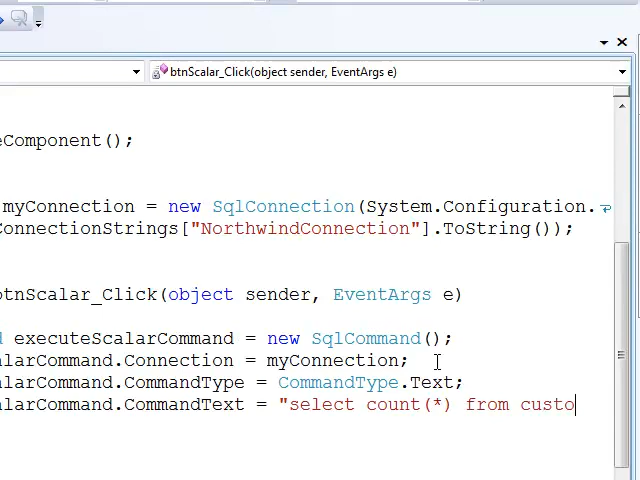 btnScalar_Click(object sender, EventArgs e)
eComponent();
myConnection = new SqlConnection(System.Configuration.
ConnectionStrings["NorthwindConnection"].ToString());
btnScalar_Click(object sender, EventArgs e)
d executeScalarCommand = new SqlCommand();
alarCommand.Connection = myConnection;
alarCommand.CommandType = CommandType.Text;
alarCommand.CommandText = "select count(*) from custo